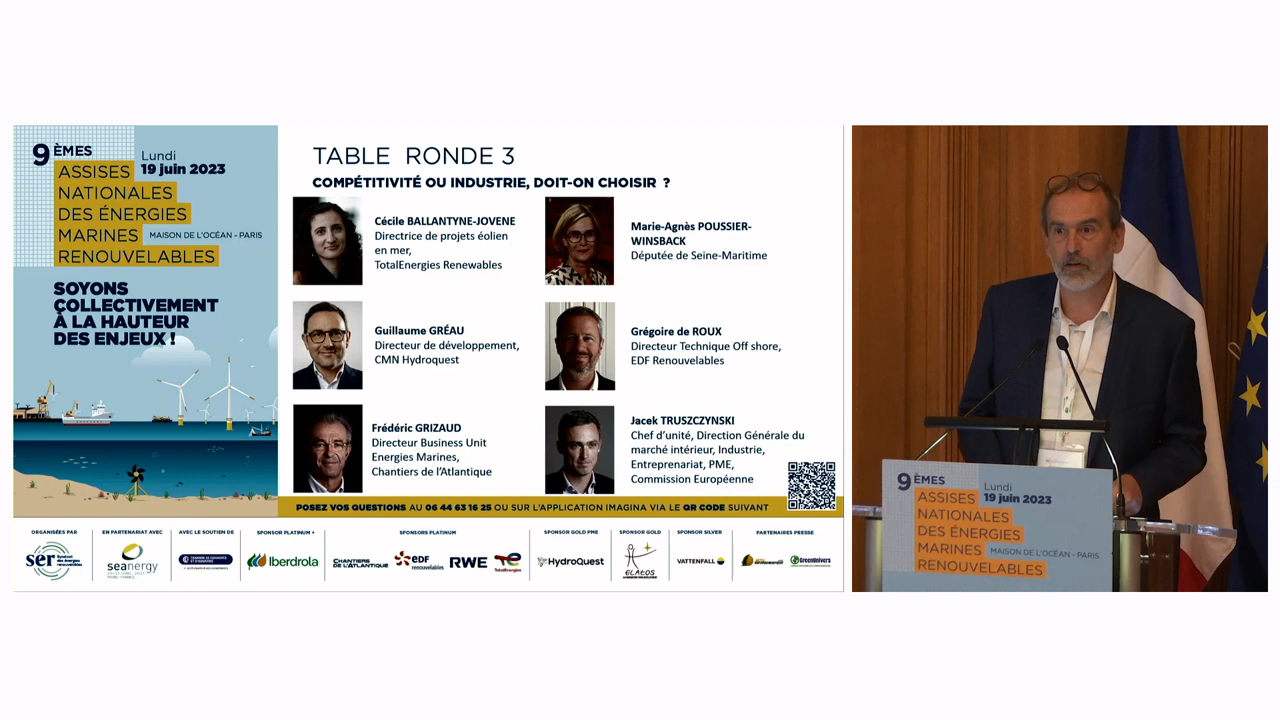 9 ÈMES
Lundi
19 juin 2023
ASSISES
NATIONALES
DES ÉNERGIES
MARINES
MAISON DE L'OCÉAN - PARIS
RENOUVELABLES
SOYONS
COLLECTIVEMENT
À LA HAUTEUR
DES ENJEUX !
TABLE RONDE 3
COMPÉTITIVITÉ OU INDUSTRIE, DOIT-ON CHOISIR ?
Cécile BALLANTYNE-JOVENE
Directrice de projets éolien
en mer,
TotalEnergies Renewables
Marie-Agnès POUSSIER-
WINSBACK
Députée de Seine-Maritime
Guillaume GRÉAU
Directeur de développement,
CMN Hydroquest
Grégoire de ROUX
Directeur Technique Off shore,
EDF Renouvelables
Frédéric GRIZAUD
Directeur Business Unit
Energies Marines,
Chantiers de l'Atlantique
Jacek TRUSZCZYNSKI
Chef d'unité, Direction Générale du
marché intérieur, Industrie,
Entreprenariat, PME,
Commission Européenne
POSEZ VOS QUESTIONS AU 06 44 63 16 25 OU SUR L'APPLICATION IMAGINA VIA LE QR CODE SUIVANT
ORGANISÉES PAR
ser
Syndicat
des énergies
renouvelables
EN PARTENARIAT AVEC
seanergy
AVEC LE SOUTIEN DE
SPONSOR PLATINUM +
Iberdrola
SPONSORS PLATINUM
CHANTIERS
DE L'ATLANTIQUE
edf
renouvelables
RWE
TotalEnergies
SPONSOR GOLD PME
HYDROQUEST
SPONSOR GOLD
ELATOS
SPONSOR SILVER
VATTENFALL
PARTENAIRES PRESSE
GreenUnivers
9 ÈMES
Lundi
19 juin 2023
ASSISES
NATIONALES
DES ÉNERGIES
MARINES
MAISON DE L'OCÉAN - PARIS
RENOUVELABLES